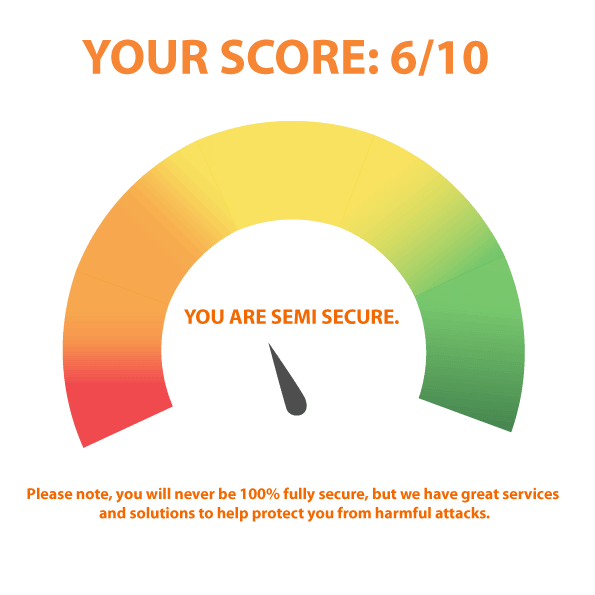 YOUR SCORE: 6/10
YOU ARE SEMI SECURE.
Please note, you will never be 100% fully secure, but we have great services
and solutions to help protect you from harmful attacks.